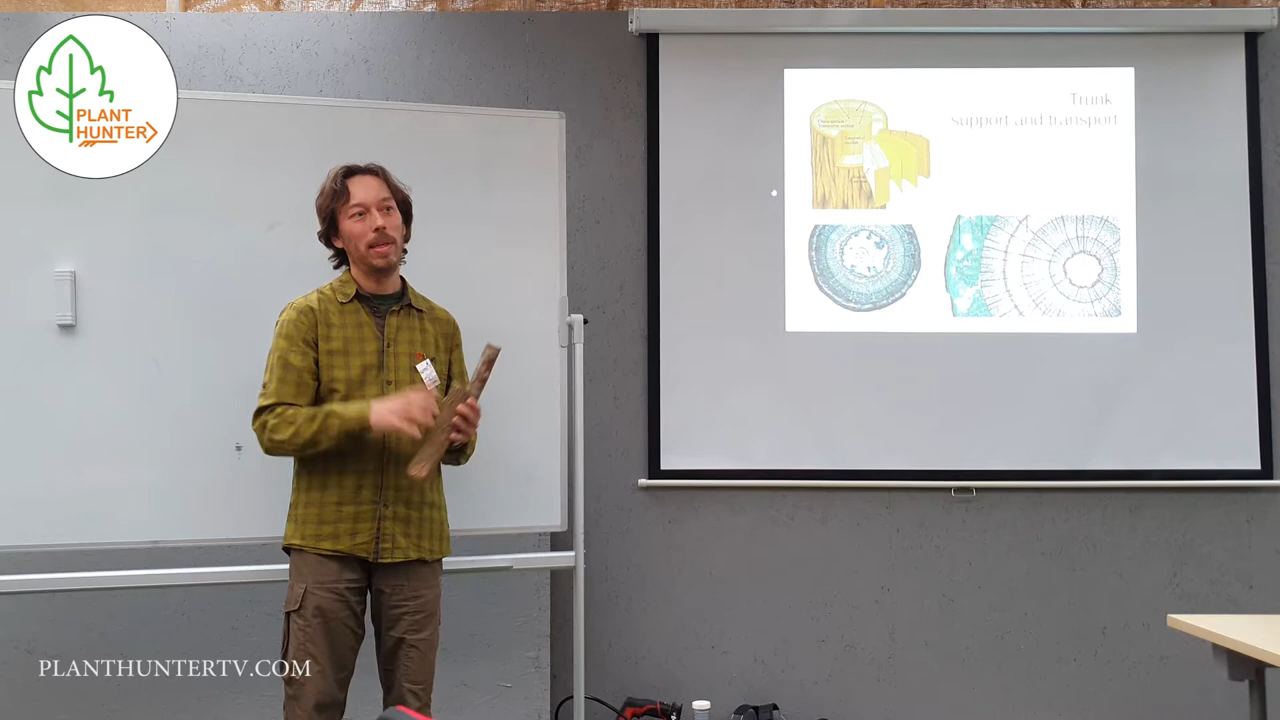 PLANT
HUNTER
Trunk
support and transport
PLANTHUNTERTV.COM